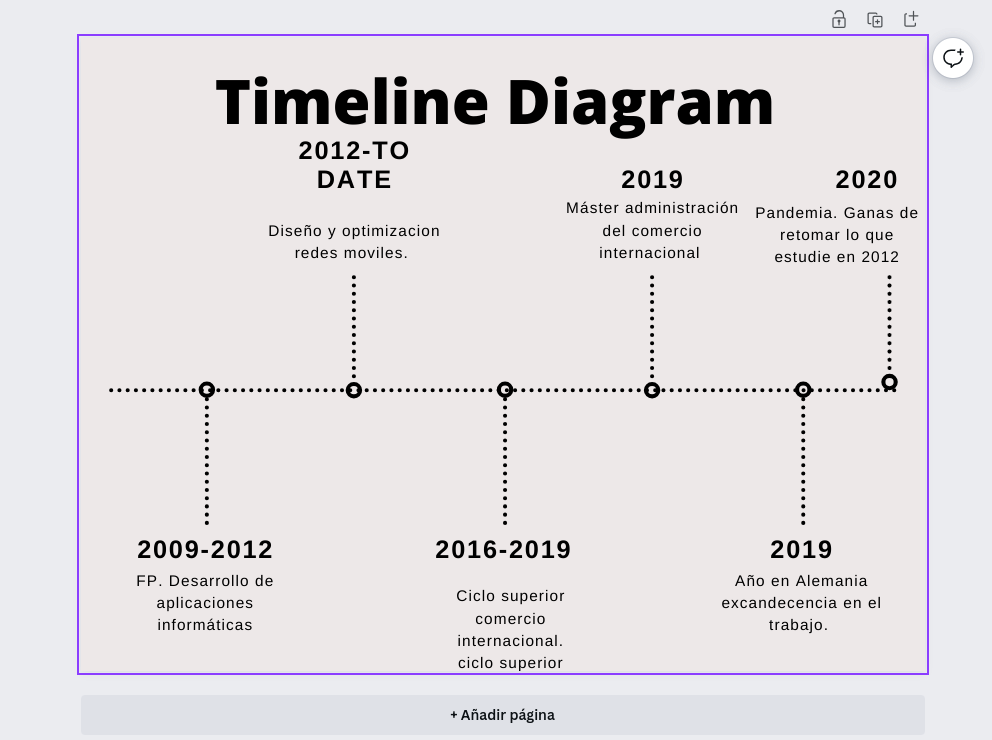 Timeline Diagram
2012-TO
DATE
Diseño y optimizacion
redes moviles.
2019
Máster administración
del comercio
internacional
2020
Pandemia. Ganas de
retomar lo que
estudie en 2012
2009-2012
FP. Desarrollo de
aplicaciones
informáticas
2016-2019
Ciclo superior
comercio
internacional.
ciclo superior
2019
Año en Alemania
excandecencia en el
trabajo.
+ Añadir página